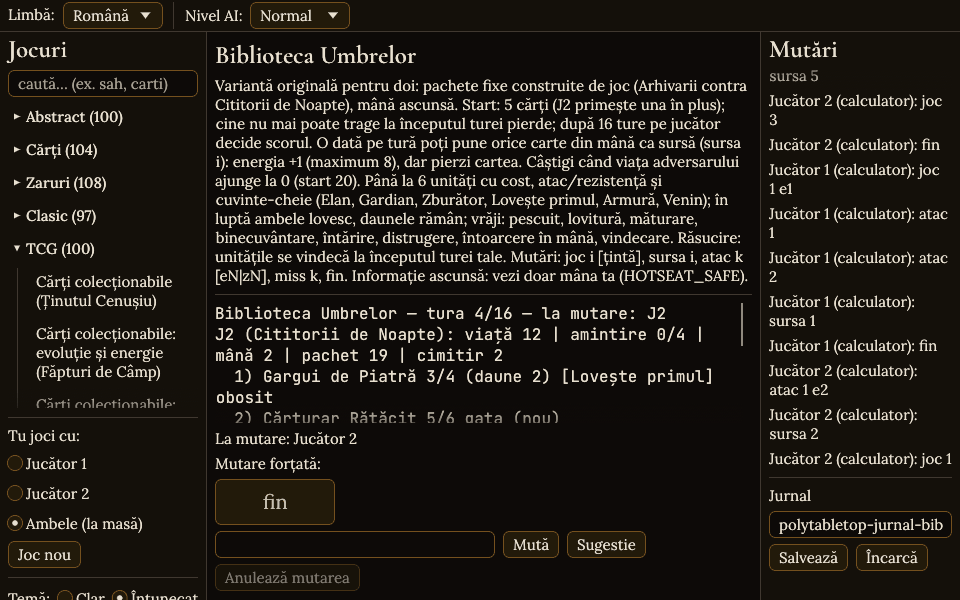 Limbă: Română ▼ Nivel AI: Normal ▼
Jocuri
caută... (ex. sah, carti)
▸ Abstract (100)
▸ Cărți (104)
▸ Zaruri (108)
▸ Clasic (97)
▾ TCG (100)
Cărți colecționabile
(Ținutul Cenușiu)
Cărți colecționabile:
evoluție și energie
(Făpturi de Câmp)
Cărți colecționabile:
Tu joci cu:
Jucător 1
Jucător 2
Ambele (la masă)
Joc nou
Temă: Clar Întunecat
Biblioteca Umbrelor
Variantă originală pentru doi: pachete fixe construite de joc (Arhivarii contra
Cititorii de Noapte), mână ascunsă. Start: 5 cărți (J2 primește una în plus);
cine nu mai poate trage la începutul turei pierde; după 16 ture pe jucător
decide scorul. O dată pe tură poți pune orice carte din mână ca sursă (sursa
i): energia +1 (maximum 8), dar pierzi cartea. Câștigi când viața adversarului
ajunge la 0 (start 20). Până la 6 unități cu cost, atac/rezistență și
cuvinte-cheie (Elan, Gardian, Zburător, Lovește primul, Armură, Venin); în
luptă ambele lovesc, daunele rămân; vrăji: pescuit, lovitură, măturare,
binecuvântare, întărire, distrugere, întoarcere în mână, vindecare. Răsucire:
unitățile se vindecă la începutul turei tale. Mutări: joc i [țintă], sursa i, atac k
[eN|zN], miss k, fin. Informație ascunsă: vezi doar mâna ta (HOTSEAT_SAFE).
Biblioteca Umbrelor — tura 4/16 — la mutare: J2
J2 (Cititorii de Noapte): viață 12 | amintire 0/4 |
mână 2 | pachet 19 | cimitir 2
1) Gargui de Piatră 3/4 (daune 2) [Lovește primul]
obosit
2) Cărturar Rătăcit 5/6 gata (nou)
La mutare: Jucător 2
Mutare forțată:
fin
Mută Sugestie
Anulează mutarea
Mutări
sursa 5
Jucător 2 (calculator): joc
3
Jucător 2 (calculator): fin
Jucător 1 (calculator): joc
1 e1
Jucător 1 (calculator): atac
1
Jucător 1 (calculator): atac
2
Jucător 1 (calculator):
sursa 1
Jucător 1 (calculator): fin
Jucător 2 (calculator):
atac 1 e2
Jucător 2 (calculator):
sursa 2
Jucător 2 (calculator): joc 1
Jurnal
polytabletop-jurnal-bib
Salvează Încarcă